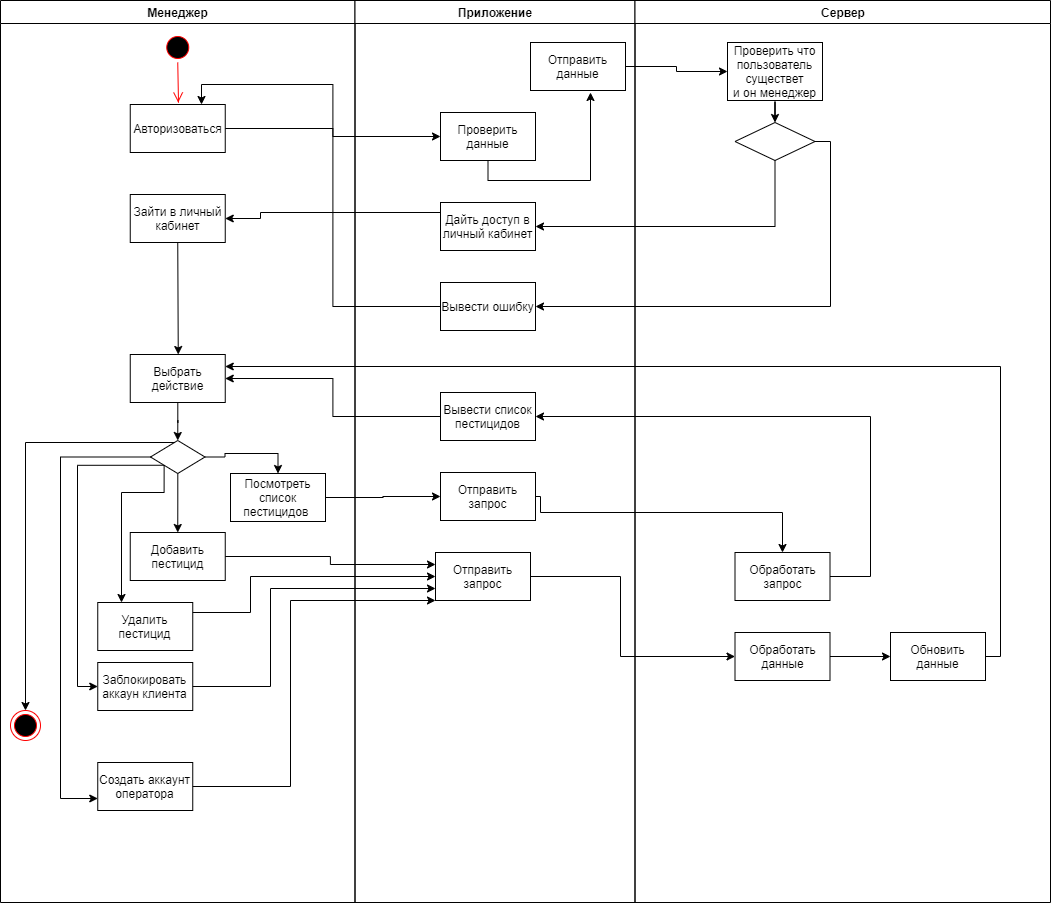 Менеджер
Приложение
Сервер
Отправить
данные
Проверить что
пользователь
существет
и он менеджер
Авторизоваться
Проверить
данные
Зайти в личный
кабинет
Дайть доступ в
личный кабинет
Вывести ошибку
Выбрать
действие
Вывести список
пестицидов
Посмотреть
список
пестицидов
Отправить
запрос
Добавить
пестицид
Отправить
запрос
Обработать
запрос
Удалить
пестицид
Обработать
данные
Обновить
данные
Заблокировать
аккаун клиента
Создать аккаунт
оператора